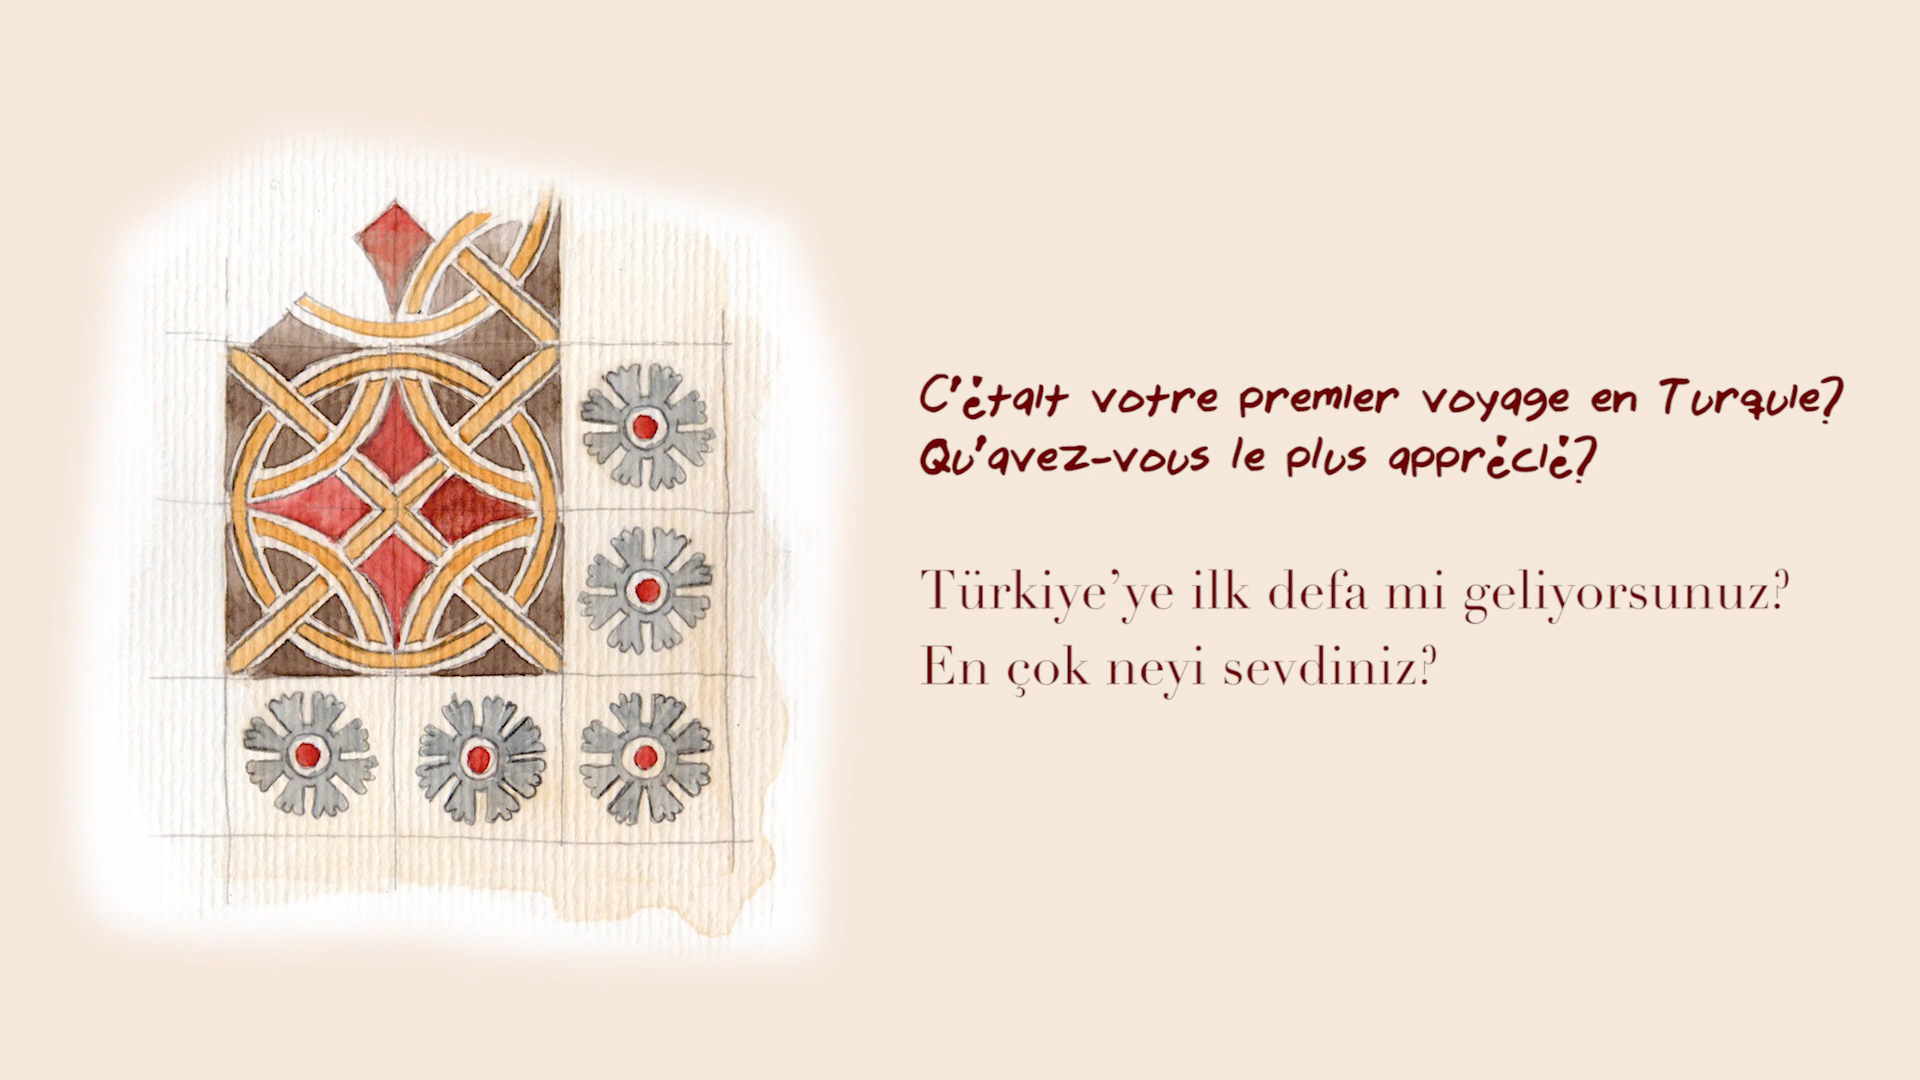 C'était votre premier voyage en Turquie?
Qu'avez-vous le plus apprécié?
Türkiye’ye ilk defa mi geliyorsunuz?
En çok neyi sevdiniz?